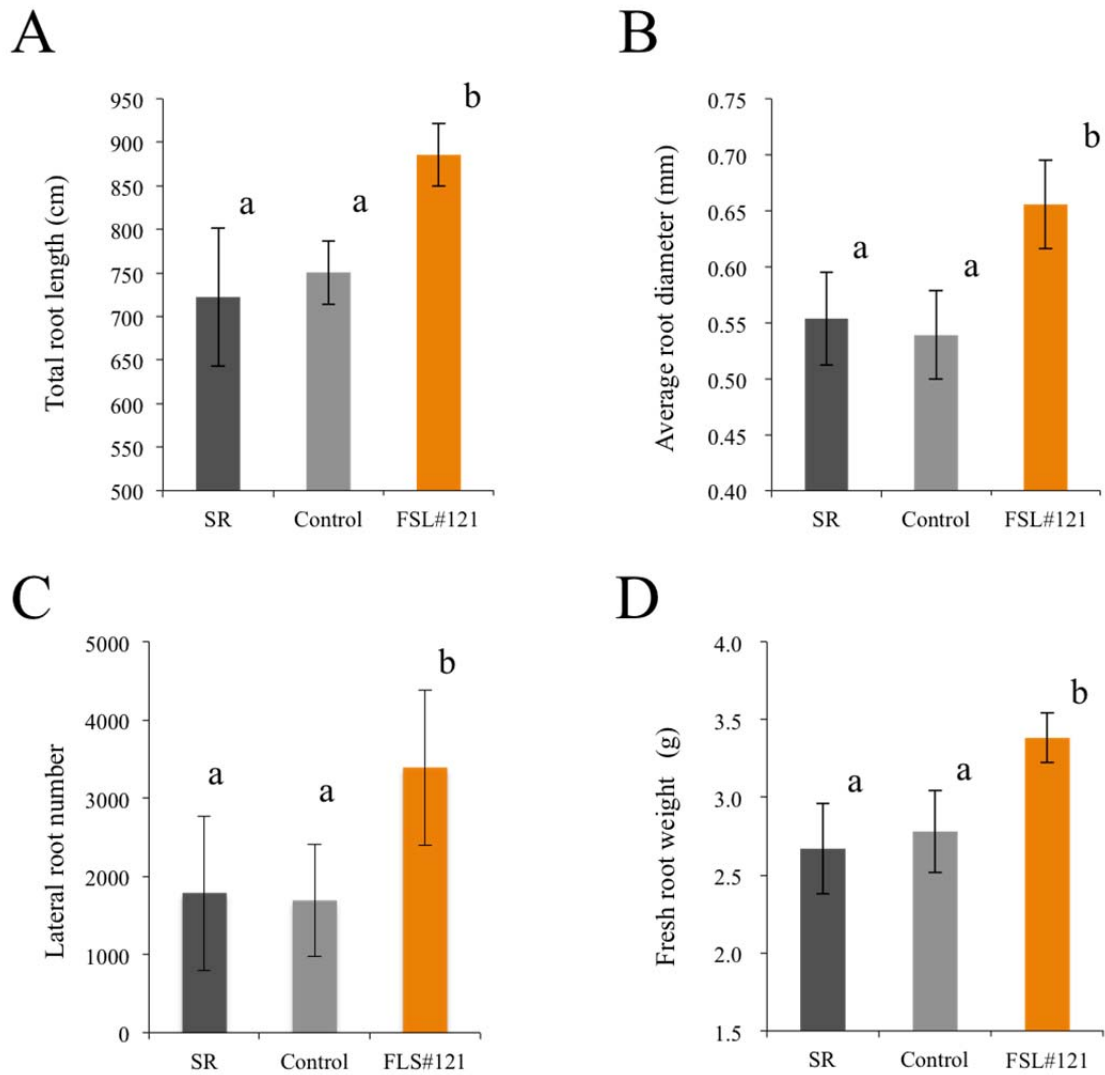 A
Total root length (cm)
950
900
850
800
750
700
650
600
550
500
a
a
b
SR Control FSL#121
B
Average root diameter (mm)
0.75
0.70
0.65
0.60
0.55
0.50
0.45
0.40
a
a
b
SR Control FSL#121
C
Lateral root number
5000
4000
3000
2000
1000
0
a
a
b
SR Control FLS#121
D
Fresh root weight (g)
4.0
3.5
3.0
2.5
2.0
1.5
a
a
b
SR Control FSL#121